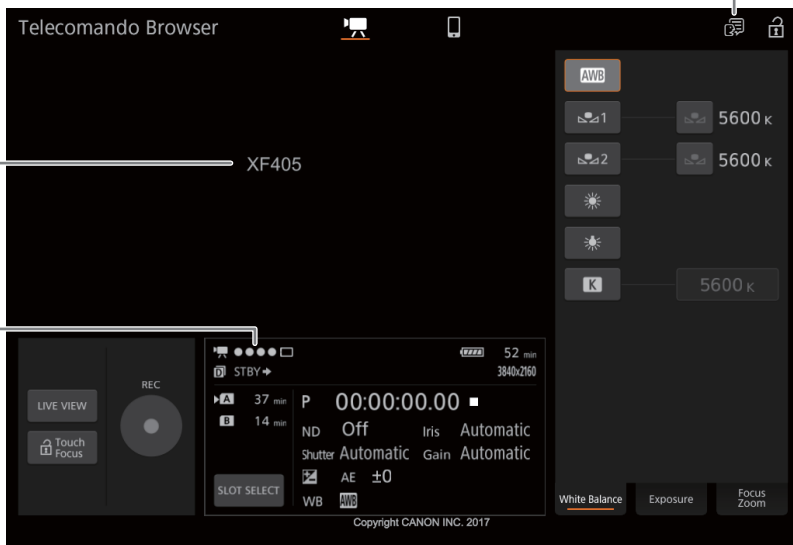 Telecomando Browser
AWB
1 5600 K
2 5600 K
XF405
K 5600 K
52 min
D STBY
3840x2160
REC
LIVE VIEW
Touch
Focus
A 37 min
B 14 min
SLOT SELECT
P 00:00:00.00
ND Off Iris Automatic
Shutter Automatic Gain Automatic
AE ±0
WB AWB
White Balance
Exposure
Focus
Zoom
Copyright CANON INC. 2017